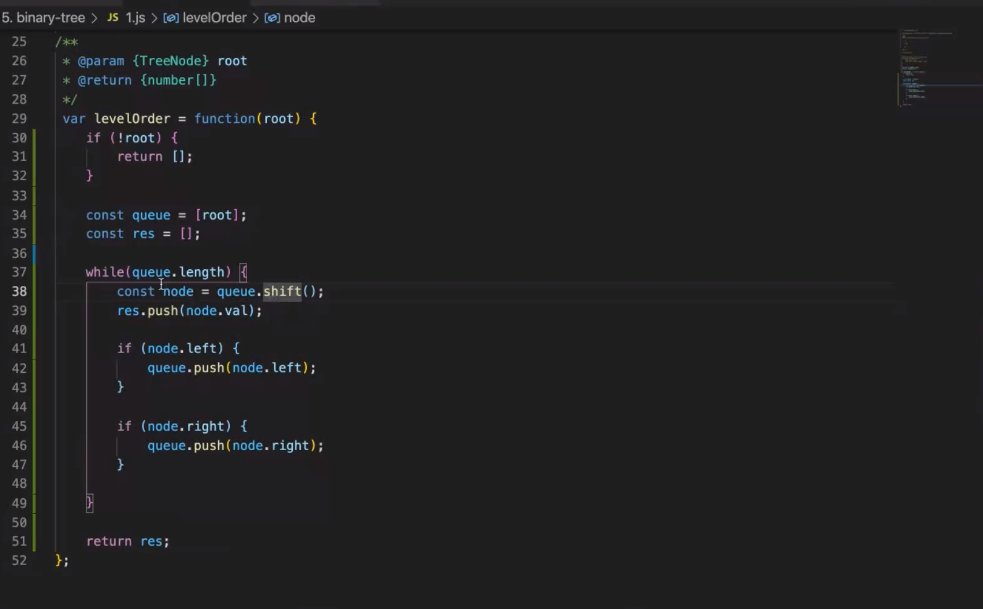 5. binary-tree > JS 1.js > levelOrder > node
25 /**
26 * @param {TreeNode} root
27 * @return {number[]}
28 */
29 var levelOrder = function(root) {
30 if (!root) {
31 return [];
32 }
33
34 const queue = [root];
35 const res = [];
36
37 while(queue.length) {
38 const node = queue.shift();
39 res.push(node.val);
40
41 if (node.left) {
42 queue.push(node.left);
43 }
44
45 if (node.right) {
46 queue.push(node.right);
47 }
48
49 }
50
51 return res;
52 };